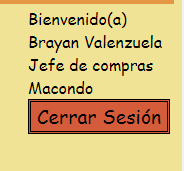 Bienvenido(a)
Brayan Valenzuela
Jefe de compras
Macondo
Cerrar Sesión